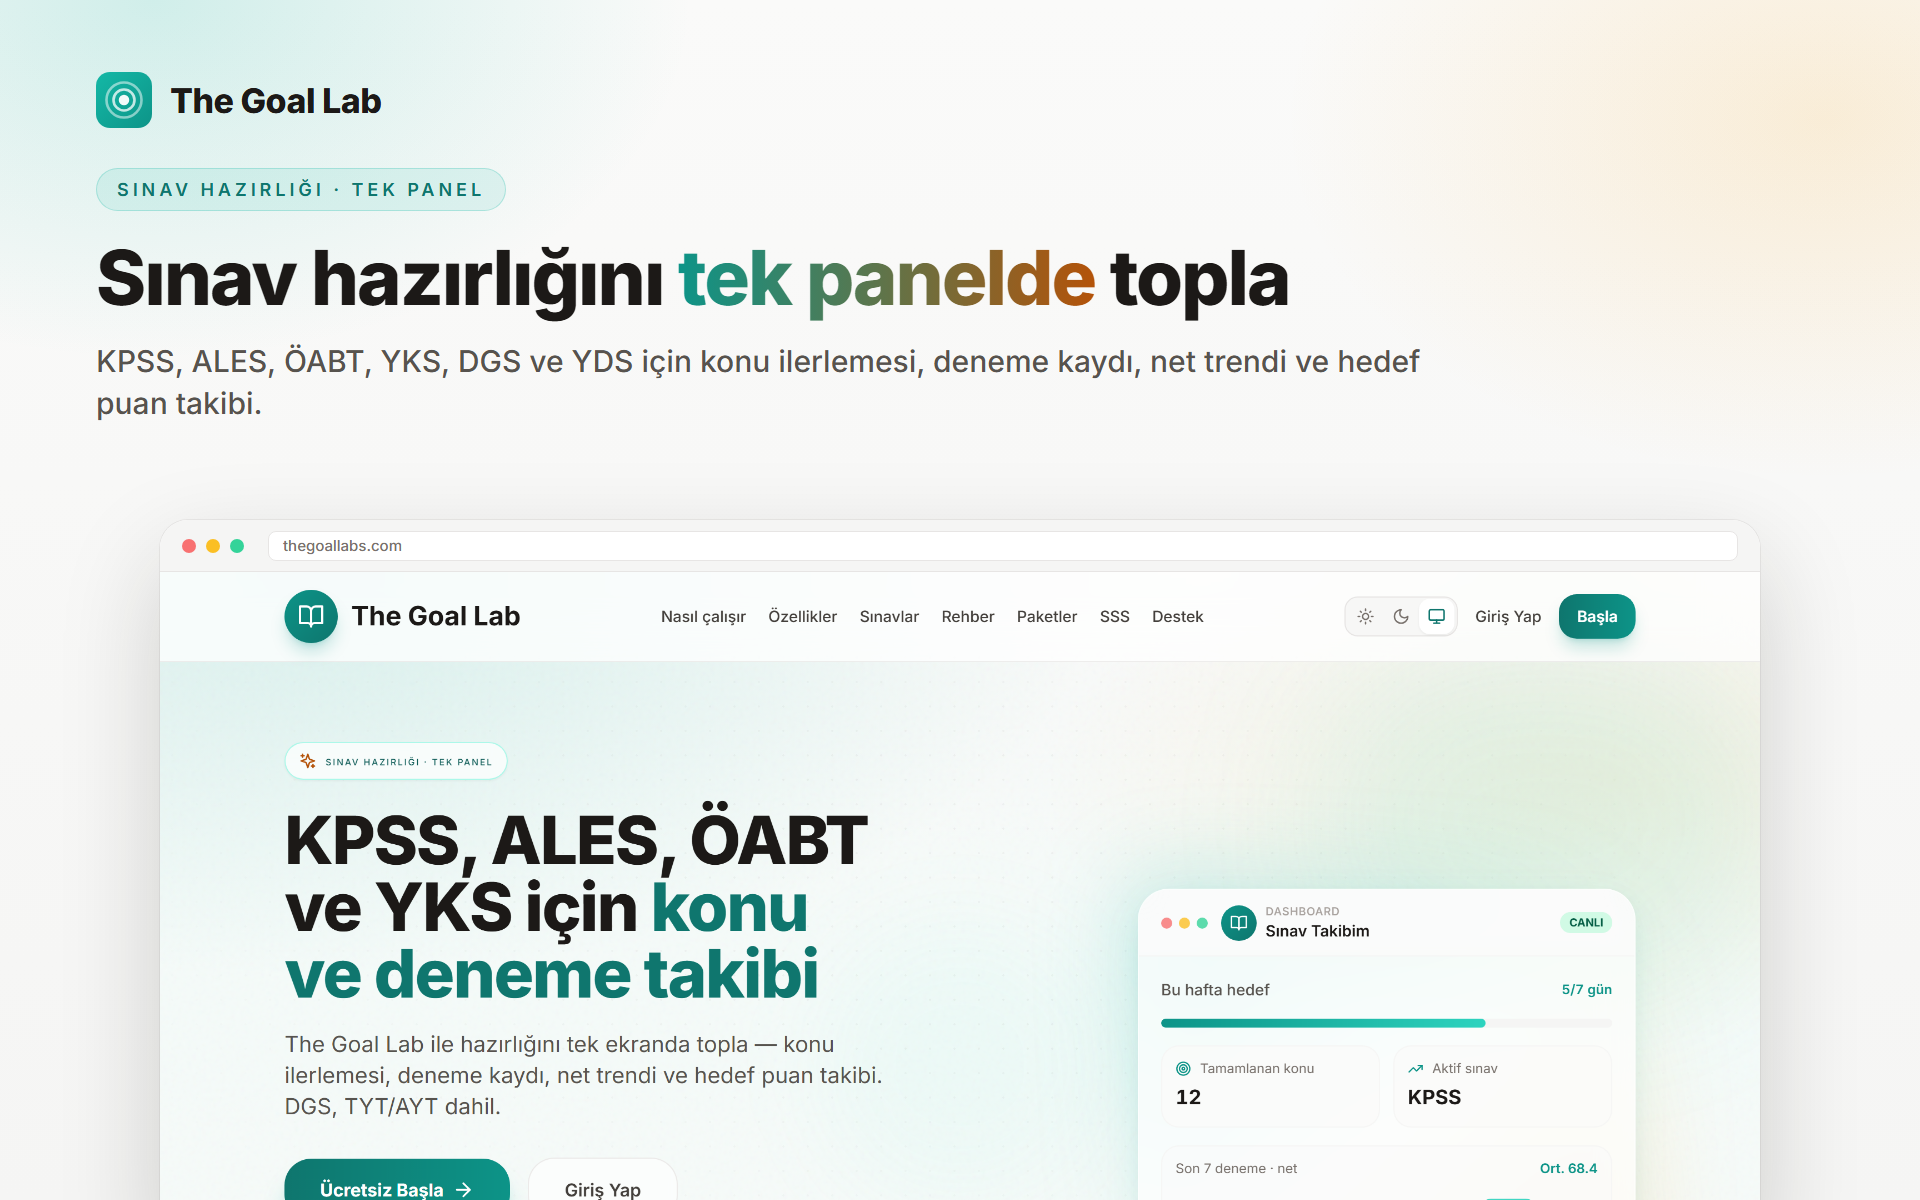 The Goal Lab
SINAV HAZIRLIĞI · TEK PANEL
Sınav hazırlığını tek panelde topla
KPSS, ALES, ÖABT, YKS, DGS ve YDS için konu ilerlemesi, deneme kaydı, net trendi ve hedef
puan takibi.
thegoallabs.com
The Goal Lab
Nasıl çalışır Özellikler Sınavlar Rehber Paketler SSS Destek
Giriş Yap
Başla
SINAV HAZIRLIĞI · TEK PANEL
KPSS, ALES, ÖABT
ve YKS için konu
ve deneme takibi
The Goal Lab ile hazırlığını tek ekranda topla — konu
ilerlemesi, deneme kaydı, net trendi ve hedef puan takibi.
DGS, TYT/AYT dahil.
Ücretsiz Başla →
Giriş Yap
DASHBOARD
Sınav Takibim
CANLI
Bu hafta hedef
5/7 gün
Tamamlanan konu
12
Aktif sınav
KPSS
Son 7 deneme · net
Ort. 68.4